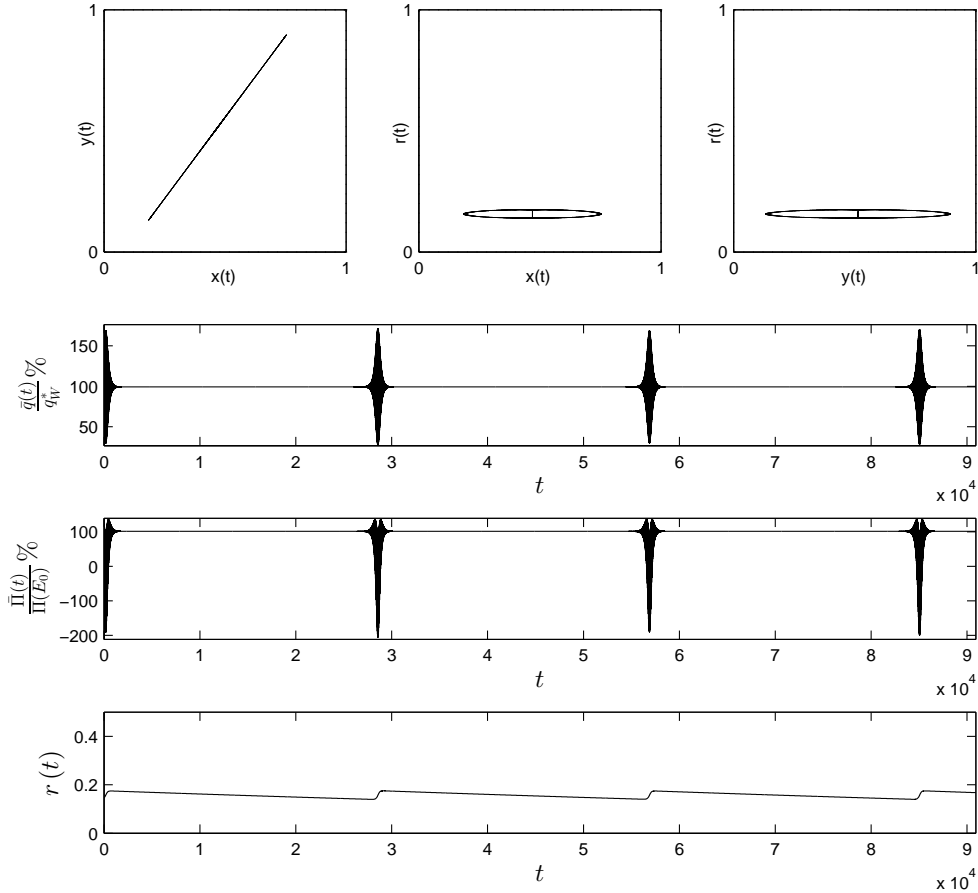 1
y(t)
0
0
x(t)
1
1
r(t)
0
0
x(t)
1
1
r(t)
0
0
y(t)
1
q̄(t)/q*_W %
150
100
50
0 1 2 3 4 5 6 7 8 9
t
x 10^4
Π̄(t)/Π̄(E_0) %
100
0
−100
−200
0 1 2 3 4 5 6 7 8 9
t
x 10^4
r (t)
0.4
0.2
0
0 1 2 3 4 5 6 7 8 9
t
x 10^4